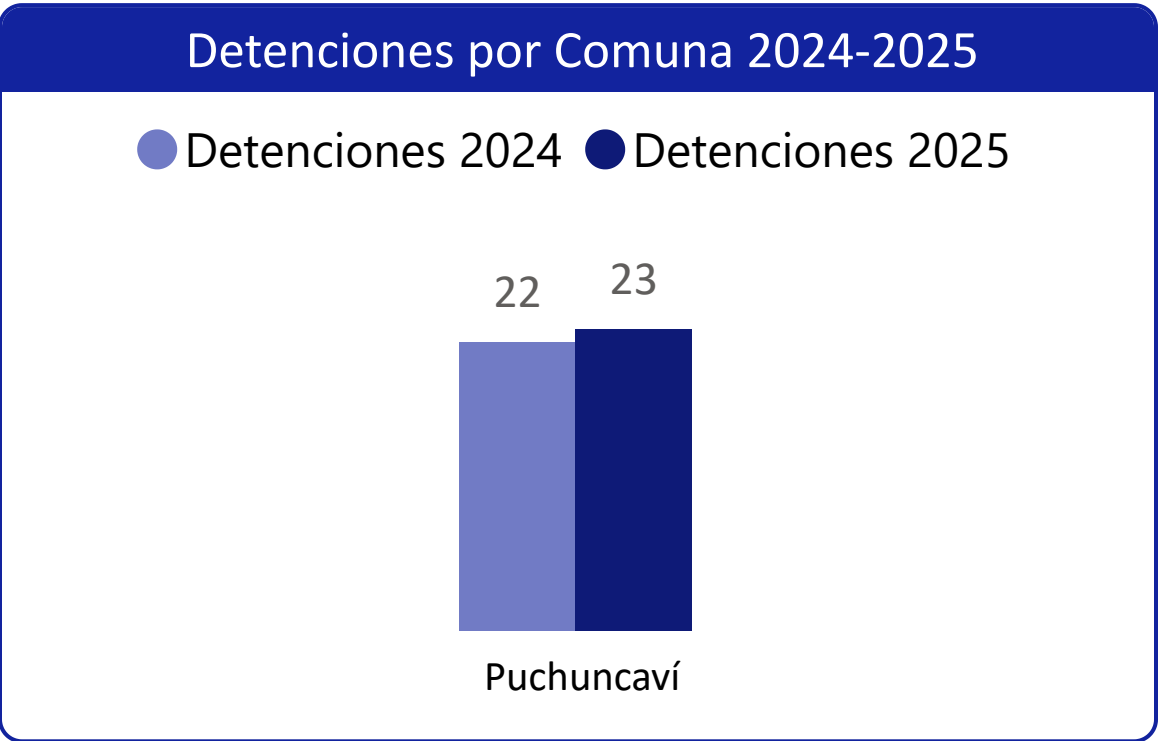 Detenciones por Comuna 2024-2025
Detenciones 2024 Detenciones 2025
22
23
Puchuncaví